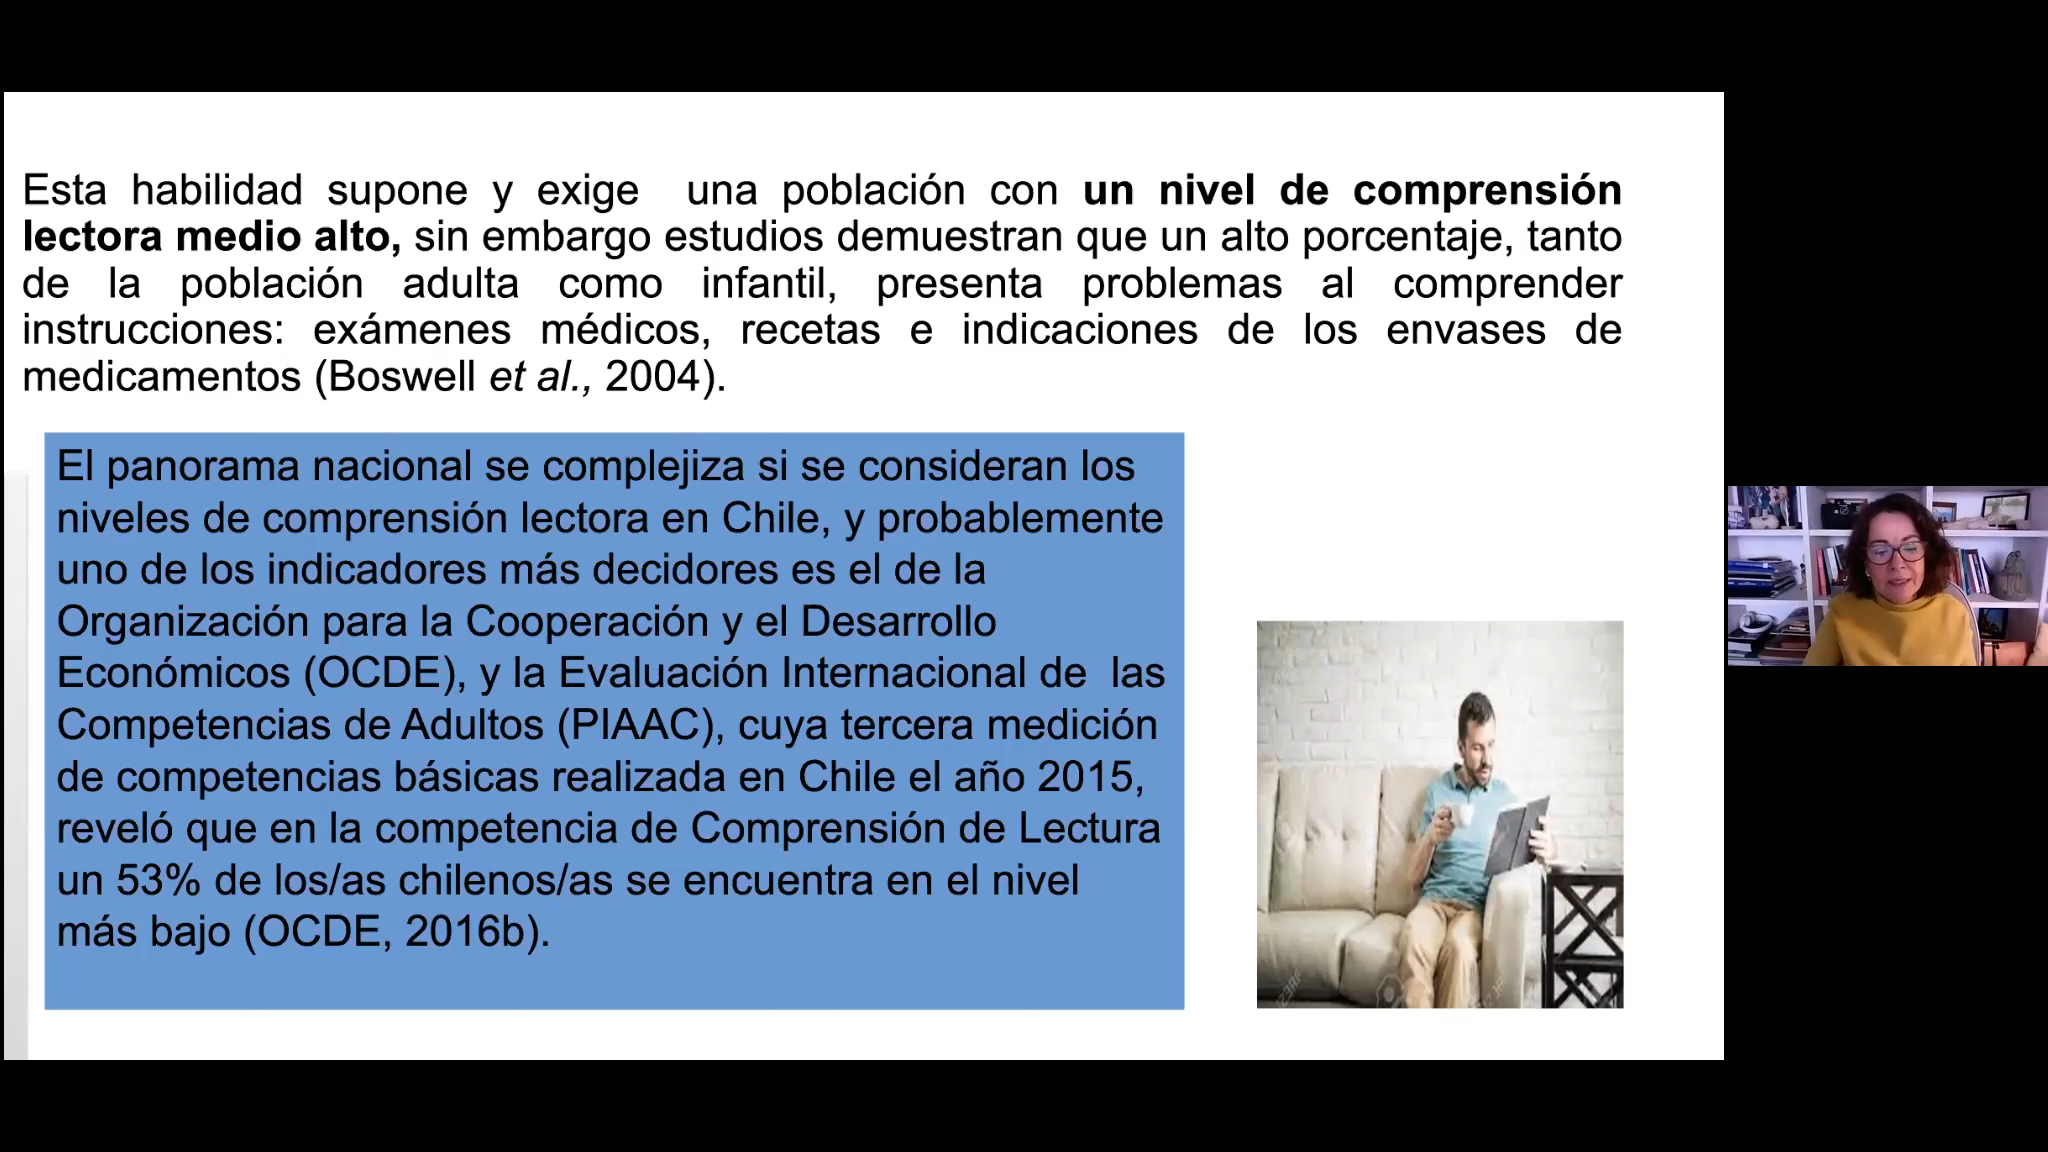 Esta habilidad supone y exige una población con un nivel de comprensión
lectora medio alto, sin embargo estudios demuestran que un alto porcentaje, tanto
de la población adulta como infantil, presenta problemas al comprender
instrucciones: exámenes médicos, recetas e indicaciones de los envases de
medicamentos (Boswell et al., 2004).
El panorama nacional se complejiza si se consideran los
niveles de comprensión lectora en Chile, y probablemente
uno de los indicadores más decidores es el de la
Organización para la Cooperación y el Desarrollo
Económicos (OCDE), y la Evaluación Internacional de las
Competencias de Adultos (PIAAC), cuya tercera medición
de competencias básicas realizada en Chile el año 2015,
reveló que en la competencia de Comprensión de Lectura
un 53% de los/as chilenos/as se encuentra en el nivel
más bajo (OCDE, 2016b).